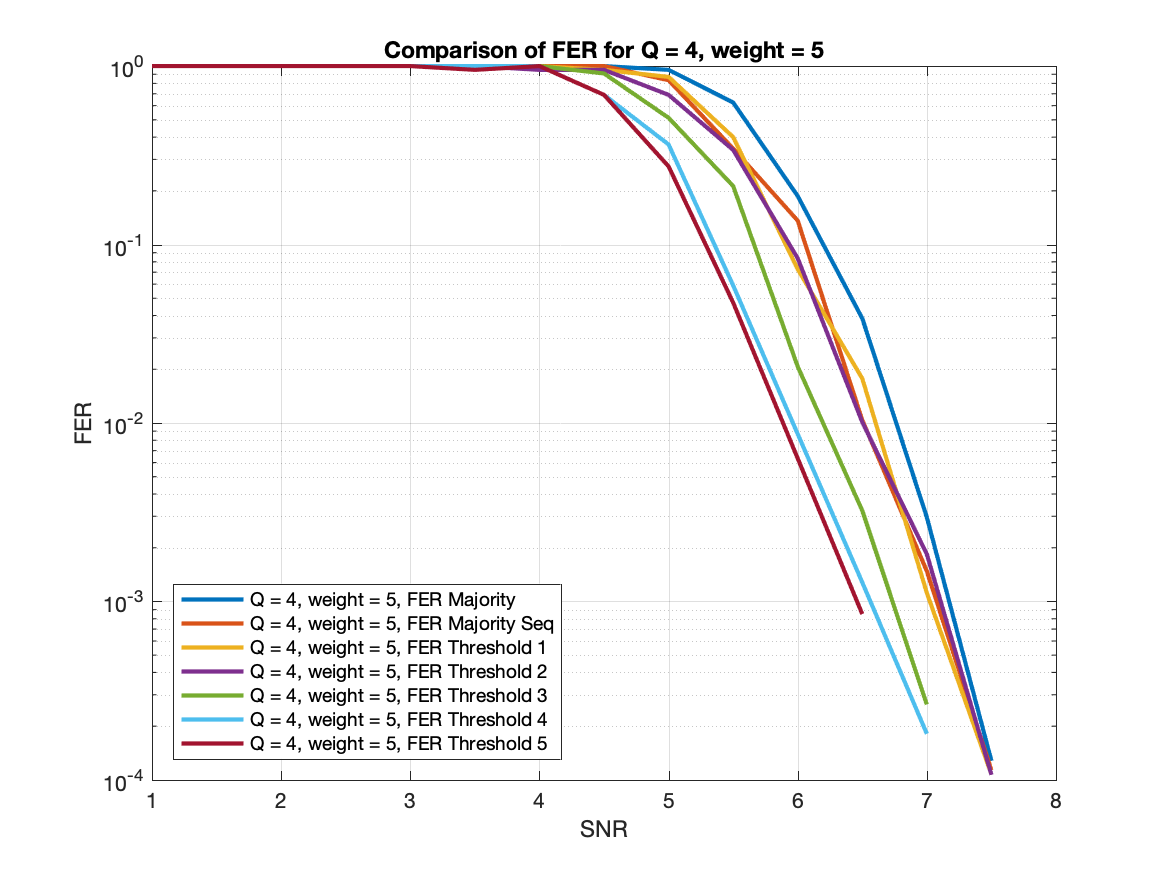 Comparison of FER for Q = 4, weight = 5
10^0
10^-1
10^-2
10^-3
10^-4
FER
Q = 4, weight = 5, FER Majority
Q = 4, weight = 5, FER Majority Seq
Q = 4, weight = 5, FER Threshold 1
Q = 4, weight = 5, FER Threshold 2
Q = 4, weight = 5, FER Threshold 3
Q = 4, weight = 5, FER Threshold 4
Q = 4, weight = 5, FER Threshold 5
1 2 3 4 5 6 7 8
SNR